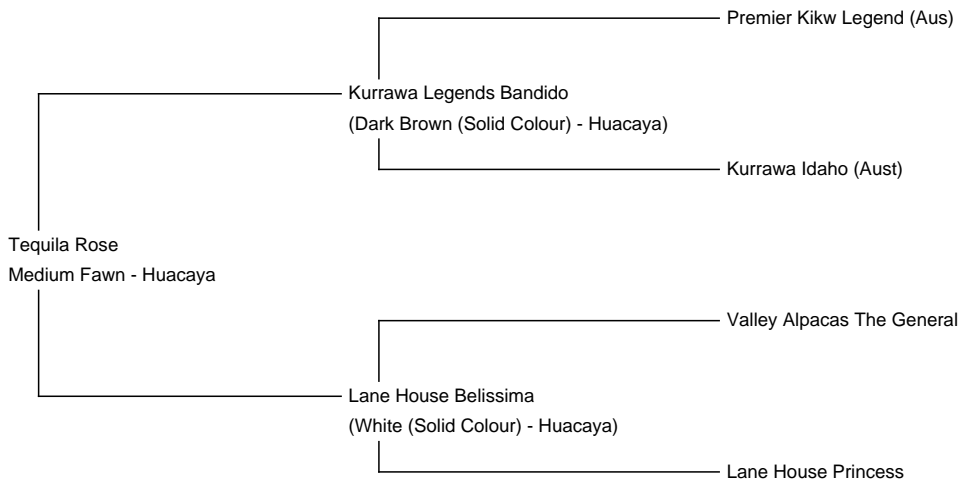 Premier Kikw Legend (Aus)
Kurrawa Legends Bandido
(Dark Brown (Solid Colour) - Huacaya)
Kurrawa Idaho (Aust)
Tequila Rose
Medium Fawn - Huacaya
Valley Alpacas The General
Lane House Belissima
(White (Solid Colour) - Huacaya)
Lane House Princess